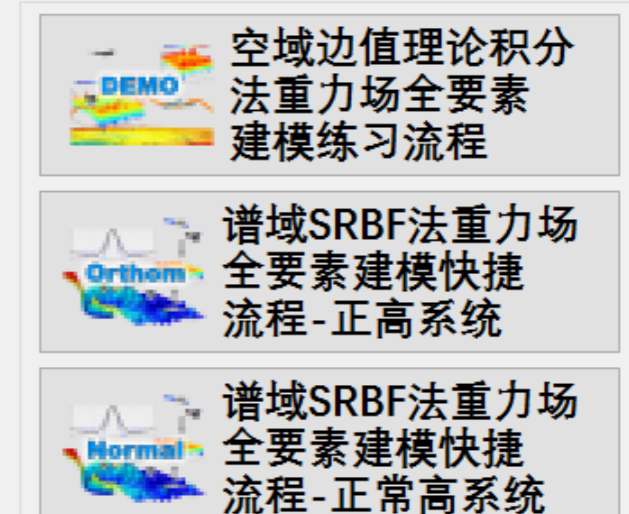 DEMO
空域边值理论积分
法重力场全要素
建模练习流程
Orthom
谱域SRBF法重力场
全要素建模快捷
流程-正高系统
Normal
谱域SRBF法重力场
全要素建模快捷
流程-正常高系统